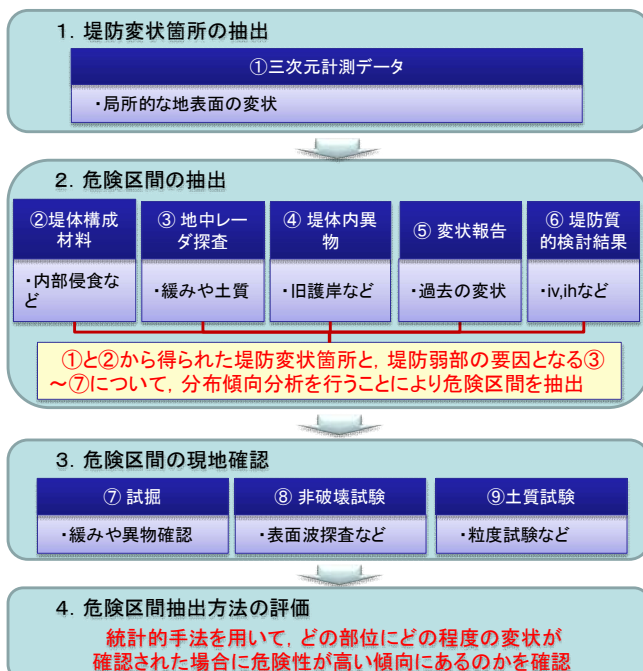 1．堤防変状箇所の抽出
①三次元計測データ
・局所的な地表面の変状
2．危険区間の抽出
②堤体構成
材料
・内部侵食な
ど
③ 地中レー
ダ探査
・緩みや土質
④ 堤体内異
物
・旧護岸など
⑤ 変状報告
・過去の変状
⑥ 堤防質
的検討結果
・iv,ihなど
①と②から得られた堤防変状箇所と，堤防弱部の要因となる③
～⑦について，分布傾向分析を行うことにより危険区間を抽出
3．危険区間の現地確認
⑦ 試掘
・緩みや異物確認
⑧ 非破壊試験
・表面波探査など
⑨土質試験
・粒度試験など
4．危険区間抽出方法の評価
統計的手法を用いて，どの部位にどの程度の変状が
確認された場合に危険性が高い傾向にあるのかを確認